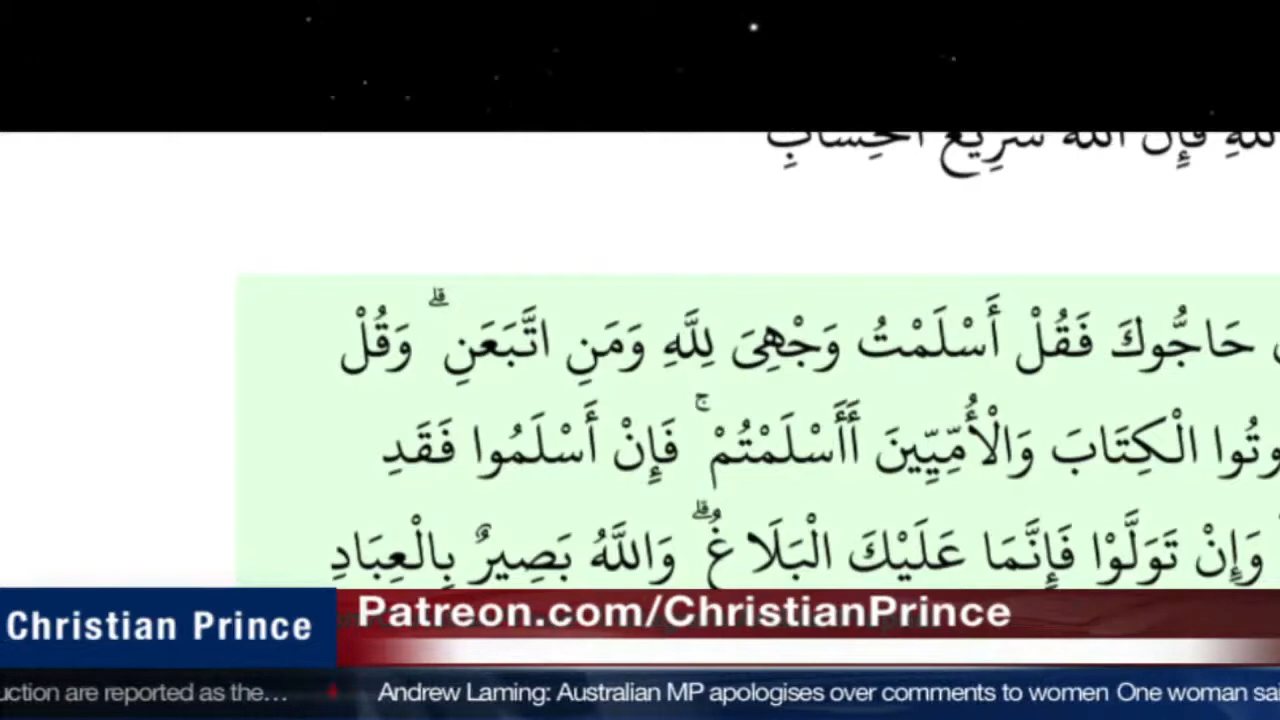 للهِ فَإِنَّ اللَّهَ سَرِيعُ الْحِسَابِ
حَاجُّوكَ فَقُلْ أَسْلَمْتُ وَجْهِيَ لِلَّهِ وَمَنِ اتَّبَعَنِ ۗ وَقُلْ
وتُوا الْكِتَابَ وَالْأُمِّيِّينَ أَأَسْلَمْتُمْ ۚ فَإِنْ أَسْلَمُوا فَقَدِ
وَإِنْ تَوَلَّوْا فَإِنَّمَا عَلَيْكَ الْبَلَاغُ ۗ وَاللَّهُ بَصِيرٌ بِالْعِبَادِ
Patreon.com/ChristianPrince
Christian Prince
uction are reported as the... Andrew Laming: Australian MP apologises over comments to women One woman sai